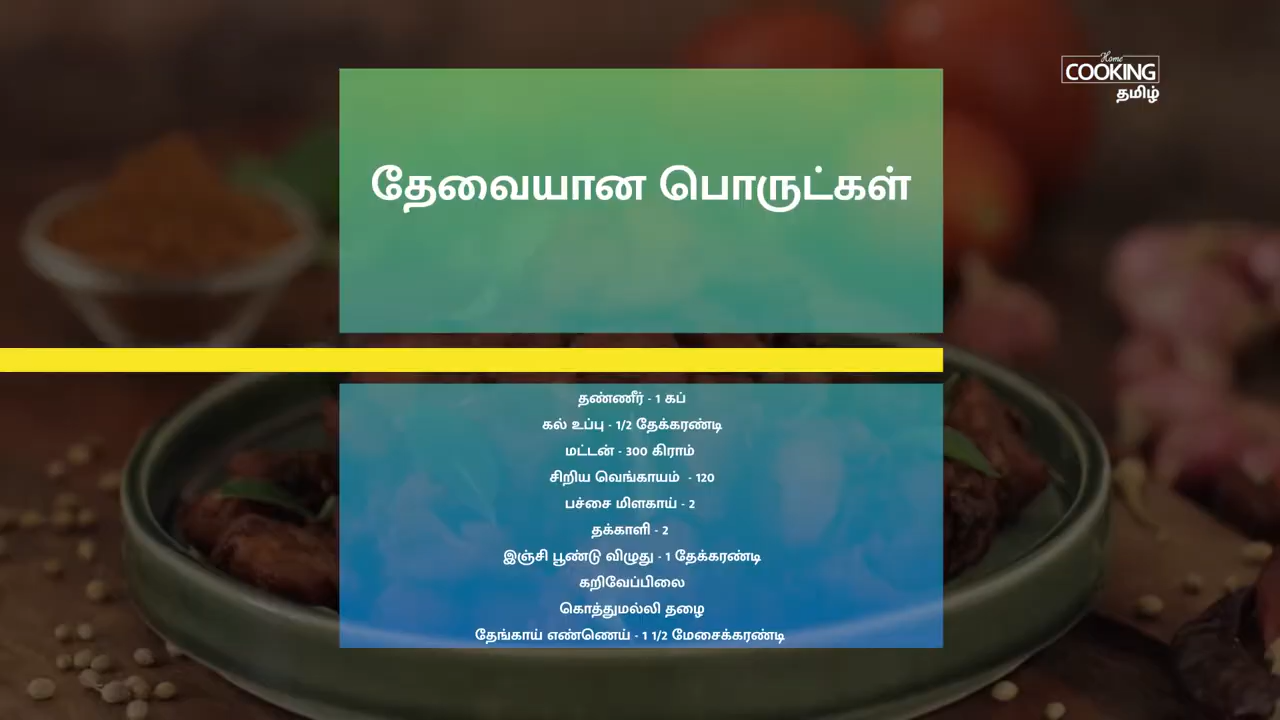 Home
COOKING
தமிழ்
தேவையான பொருட்கள்
தண்ணீர் - 1 கப்
கல் உப்பு - 1/2 தேக்கரண்டி
மட்டன் - 300 கிராம்
சிறிய வெங்காயம் - 120
பச்சை மிளகாய் - 2
தக்காளி - 2
இஞ்சி பூண்டு விழுது - 1 தேக்கரண்டி
கறிவேப்பிலை
கொத்துமல்லி தழை
தேங்காய் எண்ணெய் - 1 1/2 மேசைக்கரண்டி